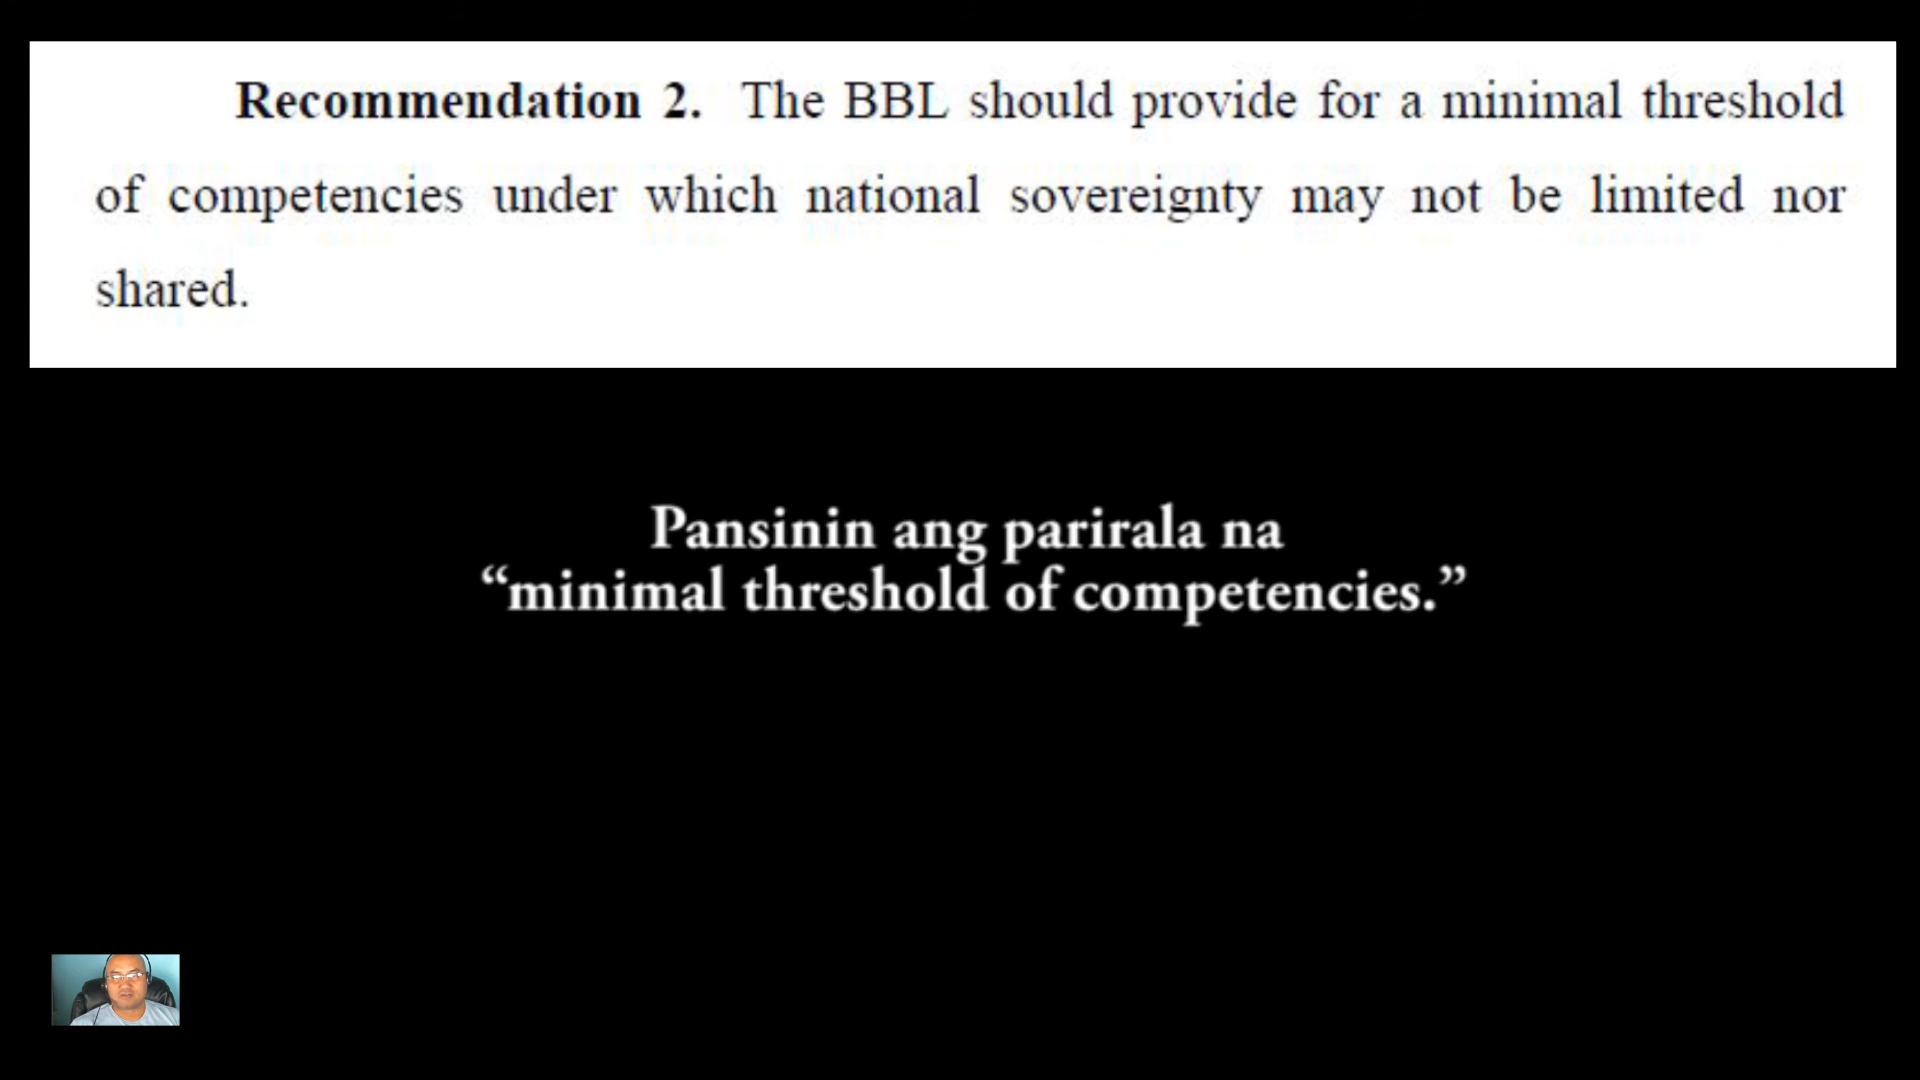 Recommendation 2. The BBL should provide for a minimal threshold
of competencies under which national sovereignty may not be limited nor
shared.
Pansinin ang parirala na
“minimal threshold of competencies.”